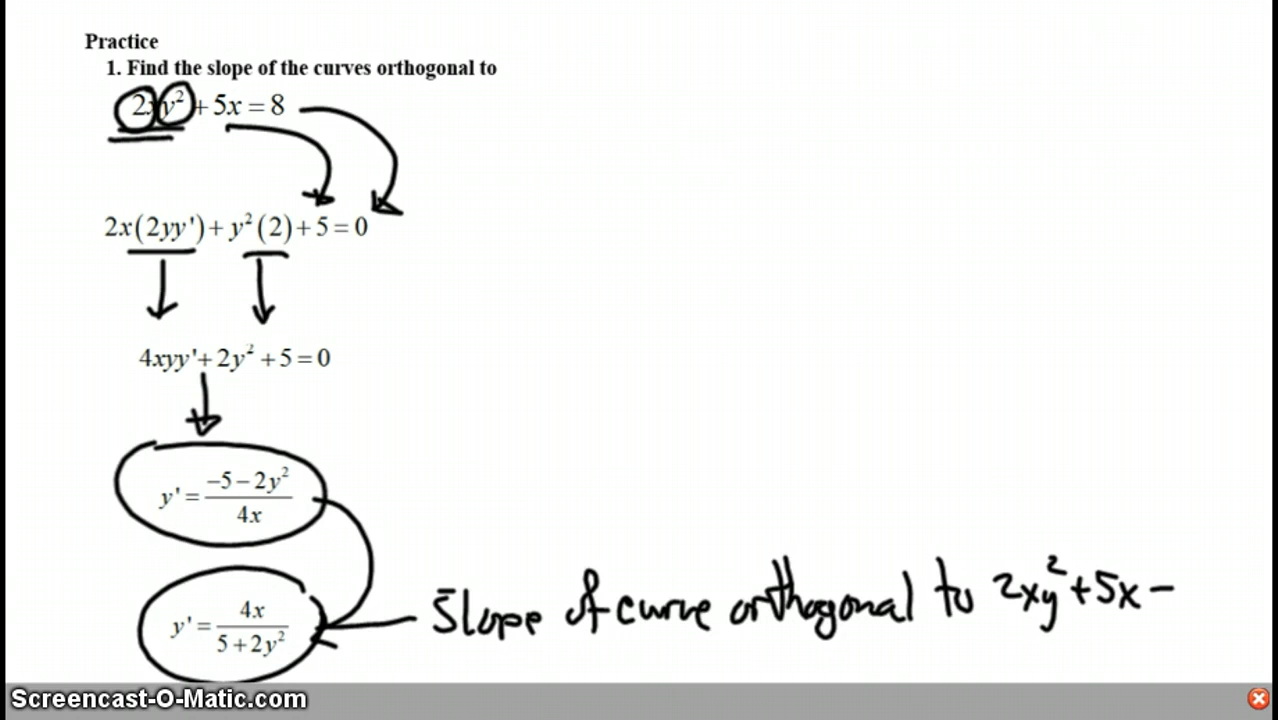 Practice
1. Find the slope of the curves orthogonal to
2xy² + 5x = 8
2x(2yy') + y²(2) + 5 = 0
4xyy' + 2y² + 5 = 0
y' = (-5 - 2y²)/(4x)
y' = (4x)/(5 + 2y²)
Slope of curve orthogonal to 2xy² + 5x -
Screencast-O-Matic.com